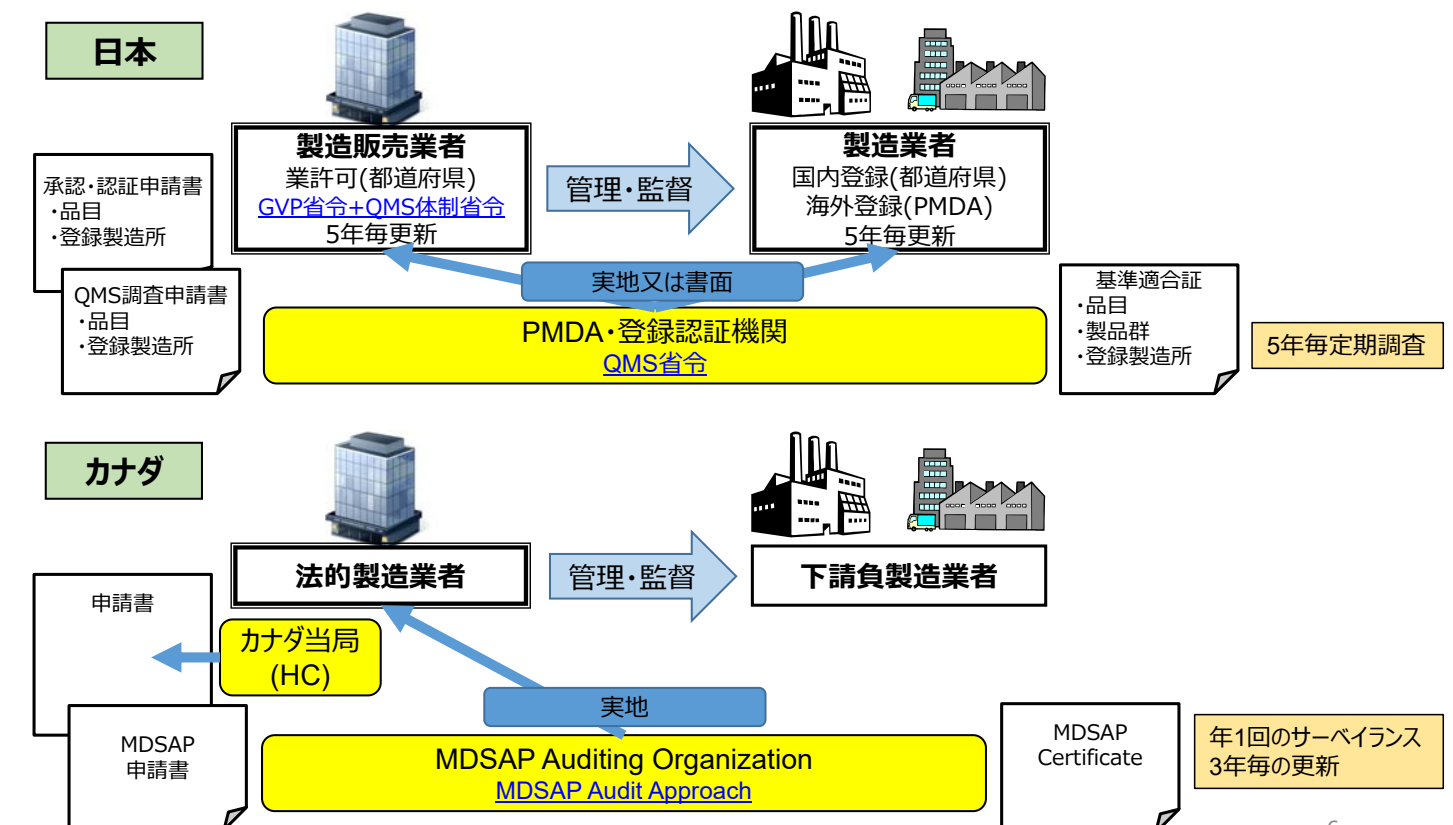 日本
製造販売業者
業許可(都道府県)
GVP省令+QMS体制省令
5年毎更新
管理・監督
製造業者
国内登録(都道府県)
海外登録(PMDA)
5年毎更新
承認・認証申請書
・品目
・登録製造所
QMS調査申請書
・品目
・登録製造所
実地又は書面
PMDA・登録認証機関
QMS省令
基準適合証
・品目
・製品群
・登録製造所
5年毎定期調査
カナダ
法的製造業者
管理・監督
下請負製造業者
申請書
カナダ当局
(HC)
MDSAP
申請書
実地
MDSAP Auditing Organization
MDSAP Audit Approach
MDSAP
Certificate
年1回のサーベイランス
3年毎の更新